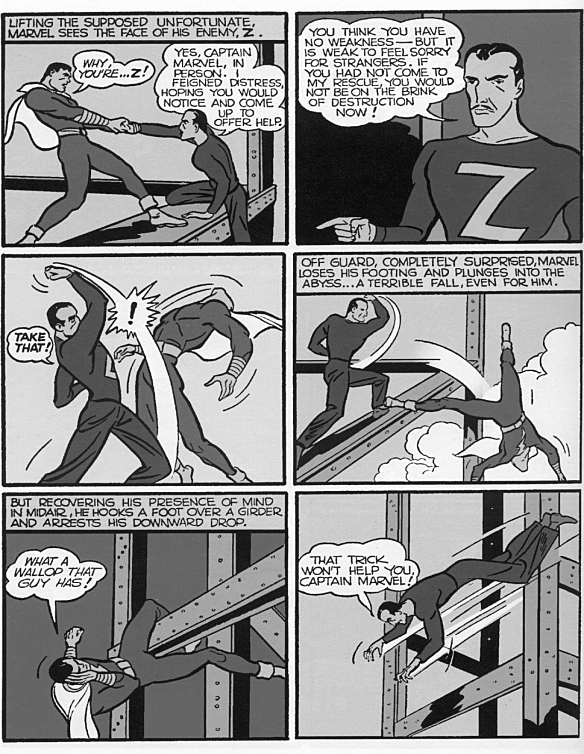 LIFTING THE SUPPOSED UNFORTUNATE,
MARVEL SEES THE FACE OF HIS ENEMY, Z.
WHY,
YOU'RE...Z!
YES, CAPTAIN
MARVEL, IN
PERSON. I
FEIGNED DISTRESS,
HOPING YOU WOULD
NOTICE AND COME
UP TO
OFFER HELP.
YOU THINK YOU HAVE
NO WEAKNESS — BUT IT
IS WEAK TO FEEL SORRY
FOR STRANGERS. IF
YOU HAD NOT COME TO
MY RESCUE, YOU WOULD
NOT BE ON THE BRINK
OF DESTRUCTION
NOW!
Z
TAKE
THAT!
!
OFF GUARD, COMPLETELY SURPRISED, MARVEL
LOSES HIS FOOTING AND PLUNGES INTO THE
ABYSS...A TERRIBLE FALL, EVEN FOR HIM.
BUT RECOVERING HIS PRESENCE OF MIND
IN MIDAIR, HE HOOKS A FOOT OVER A GIRDER
AND ARRESTS HIS DOWNWARD DROP.
WHAT A
WALLOP THAT
GUY HAS!
THAT TRICK
WON'T HELP YOU,
CAPTAIN MARVEL!